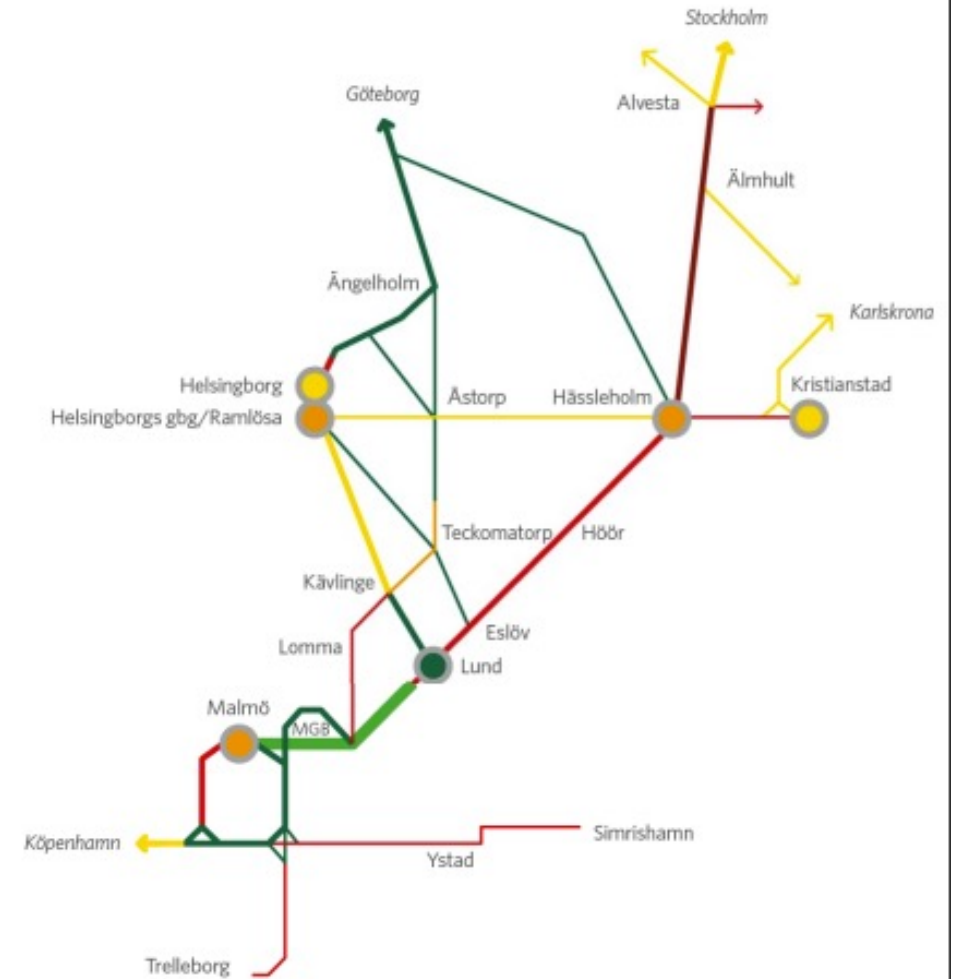 Stockholm
Göteborg
Alvesta
Älmhult
Ängelholm
Karlskrona
Helsingborg
Åstorp
Hässleholm
Kristianstad
Helsingborgs gbg/Ramlösa
Teckomatorp
Höör
Kävlinge
Eslöv
Lomma
Lund
Malmö
MGB
Köpenhamn
Simrishamn
Ystad
Trelleborg